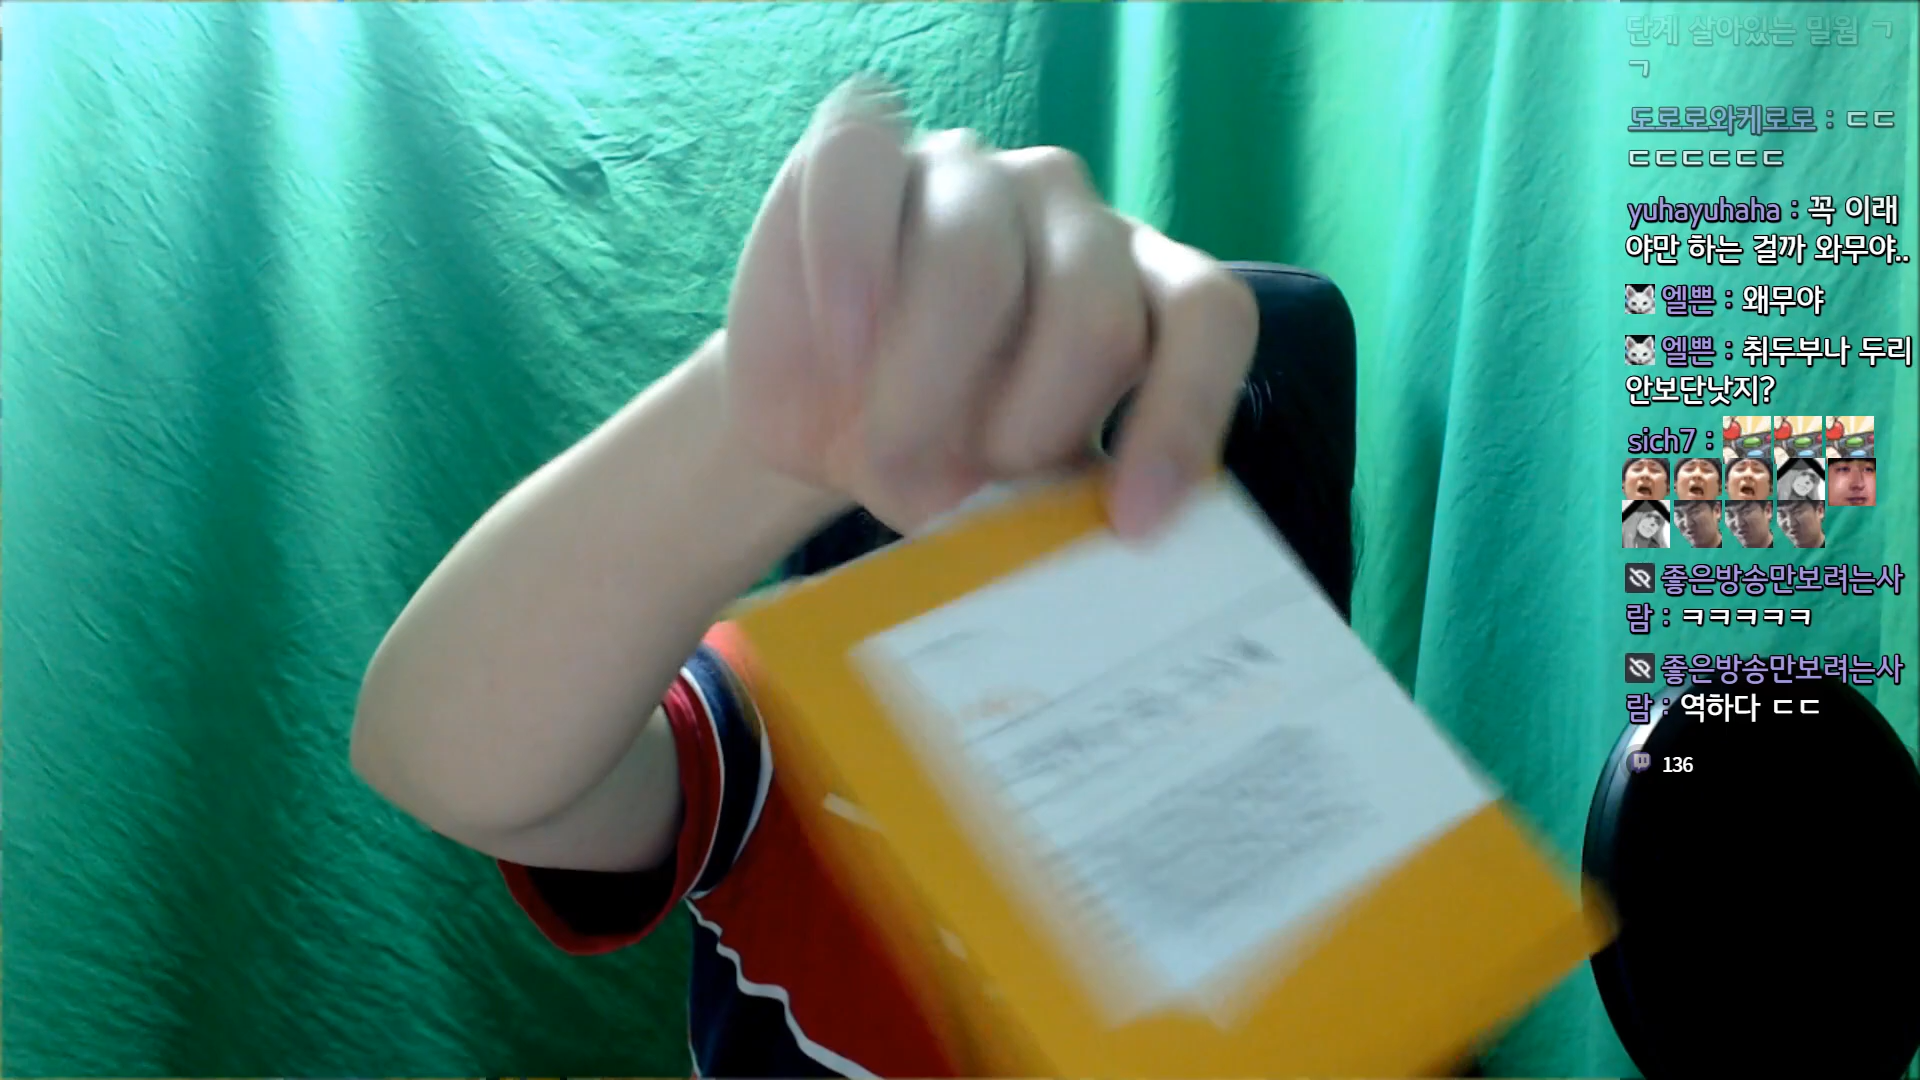 단계 살아있는 밀웜 ㄱ
ㄱ
도로로와케로로 : ㄷㄷ
ㄷㄷㄷㄷㄷㄷ
yuhayuhaha : 꼭 이래
야만 하는 걸까 와무야..
엘쁜 : 왜무야
엘쁜 : 취두부나 두리
안보단낫지?
sich7 :
좋은방송만보려는사
람 : ㅋㅋㅋㅋㅋ
좋은방송만보려는사
람 : 역하다 ㄷㄷ
136